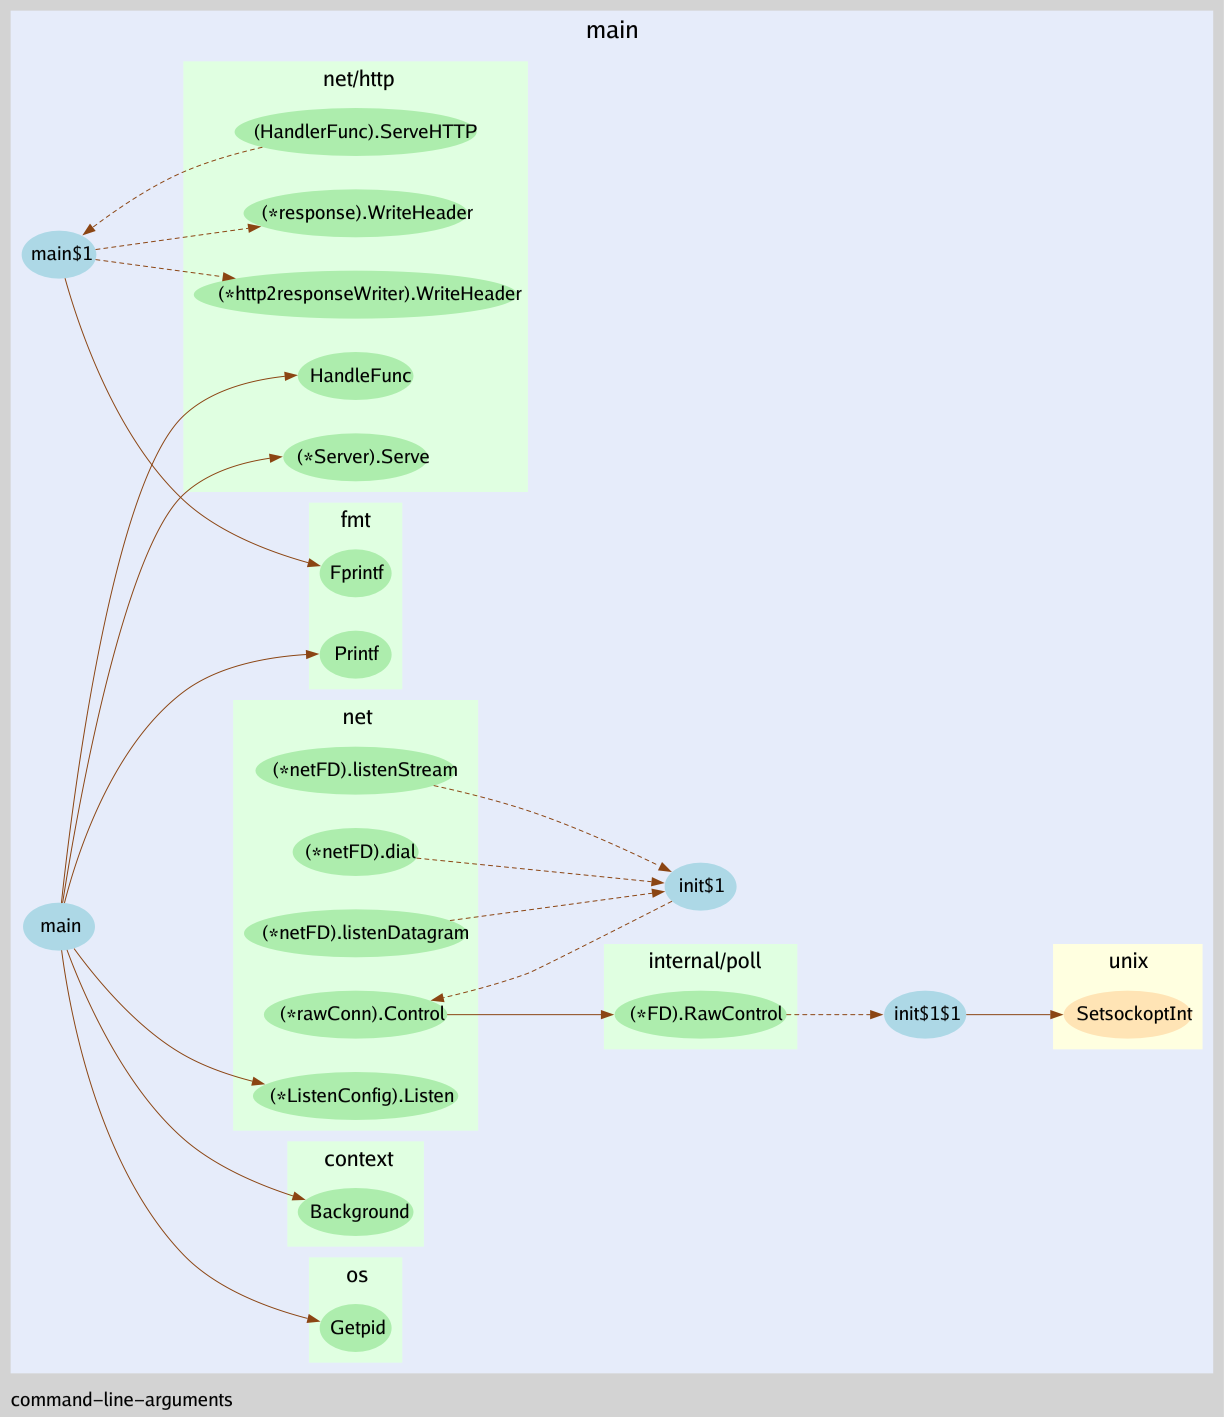 main
net/http
(HandlerFunc).ServeHTTP
(*response).WriteHeader
main$1
(*http2responseWriter).WriteHeader
HandleFunc
(*Server).Serve
fmt
Fprintf
Printf
net
(*netFD).listenStream
(*netFD).dial
init$1
main
(*netFD).listenDatagram
internal/poll
unix
(*rawConn).Control
(*FD).RawControl
init$1$1
SetsockoptInt
(*ListenConfig).Listen
context
Background
os
Getpid
command-line-arguments